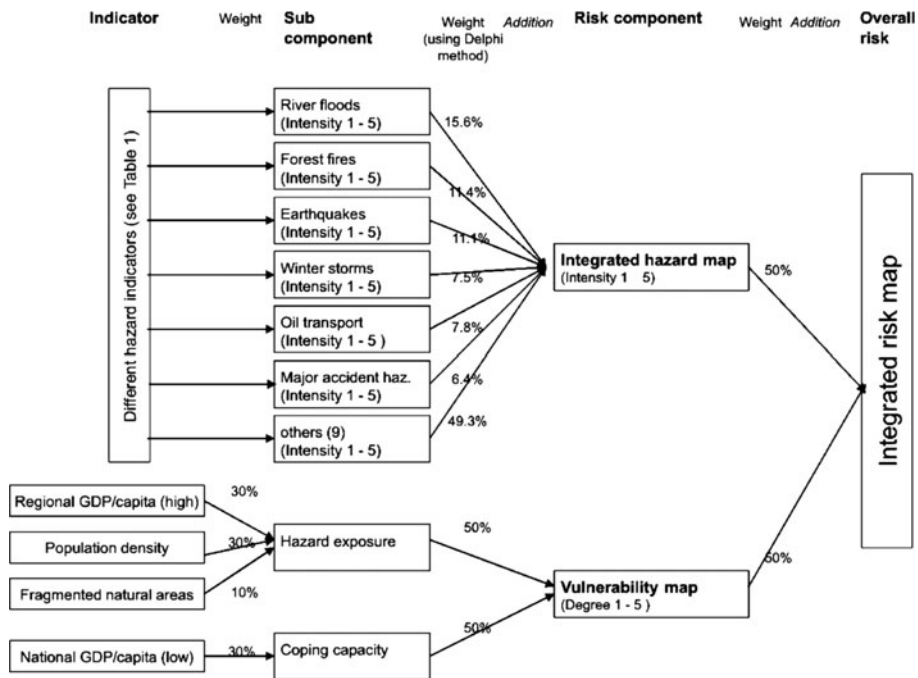 Indicator Weight Sub Weight Addition Risk component Weight Addition Overall
component (using Delphi risk
method)
Different hazard indicators (see Table 1)
River floods
(Intensity 1 - 5)
15.6%
Forest fires
(Intensity 1 - 5)
11.4%
Earthquakes
(Intensity 1 - 5)
11.1%
Winter storms
(Intensity 1 - 5)
7.5%
Oil transport
(Intensity 1 - 5 )
7.8%
Major accident haz.
(Intensity 1 - 5)
6.4%
others (9)
(Intensity 1 - 5)
49.3%
Integrated hazard map
(Intensity 1 5)
50%
Integrated risk map
Regional GDP/capita (high)
30%
Population density
30%
Fragmented natural areas
10%
Hazard exposure
50%
National GDP/capita (low)
30%
Coping capacity
50%
Vulnerability map
(Degree 1 - 5 )
50%